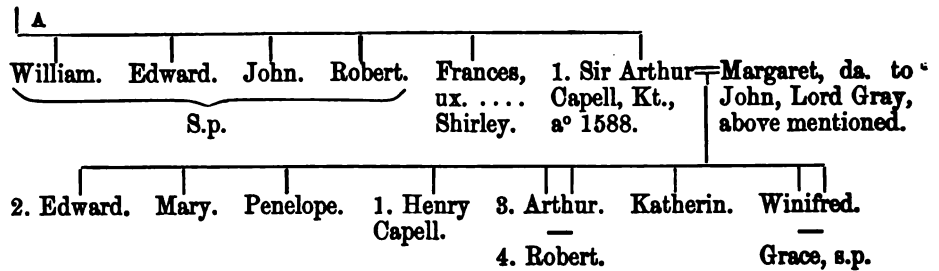 A
William. Edward. John. Robert. Frances, 1. Sir Arthur Margaret, da. to
ux. ..... Capell, Kt., John, Lord Gray,
S.p. Shirley. aº 1588. above mentioned.
2. Edward. Mary. Penelope. 1. Henry 3. Arthur. Katherin. Winifred.
Capell.
4. Robert. Grace, s.p.